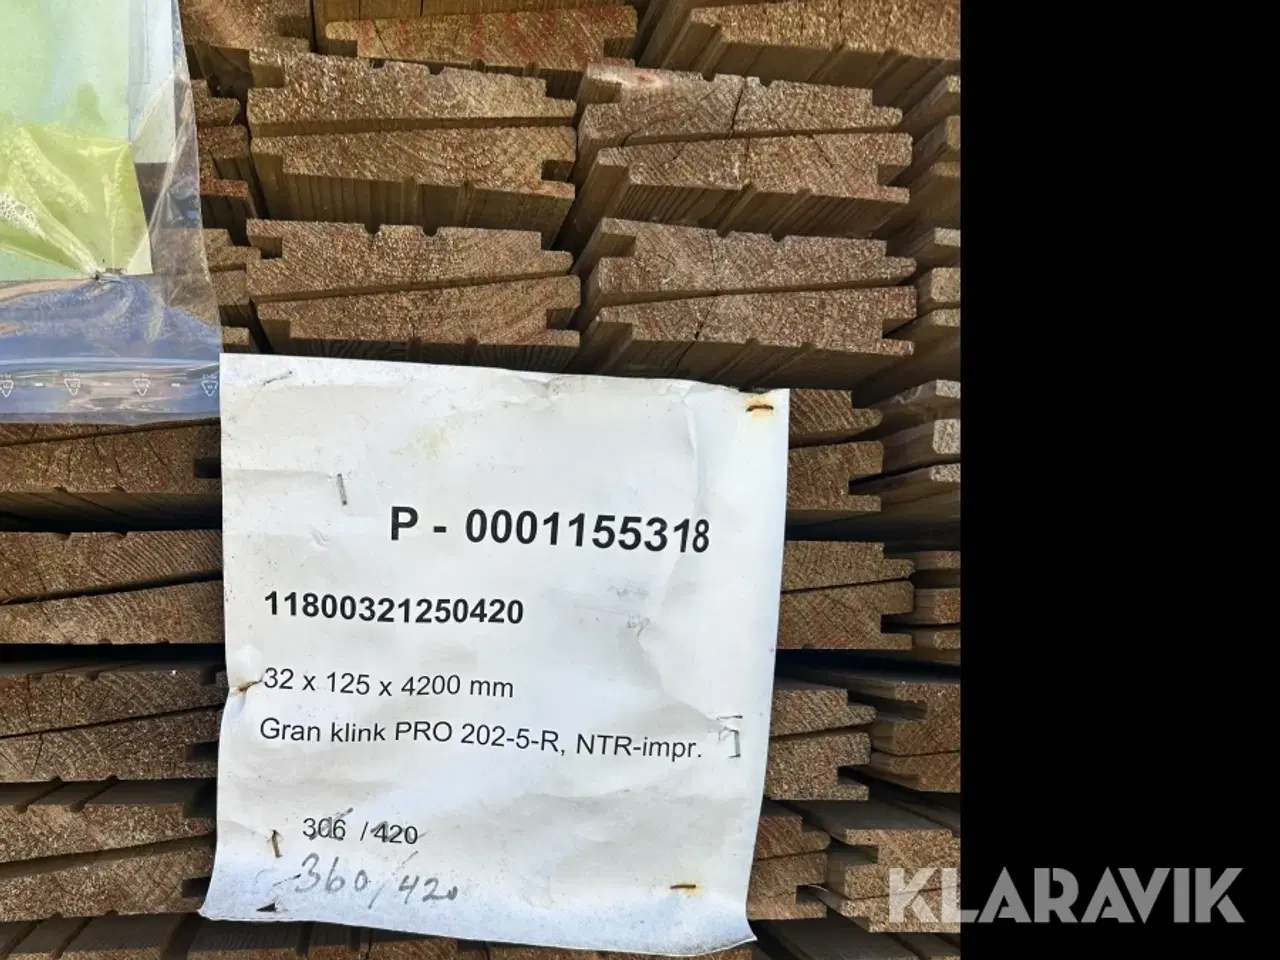 P - 0001155318
11800321250420
32 x 125 x 4200 mm
Gran klink PRO 202-5-R, NTR-impr.
306 / 420
360/420
KLARAVIK